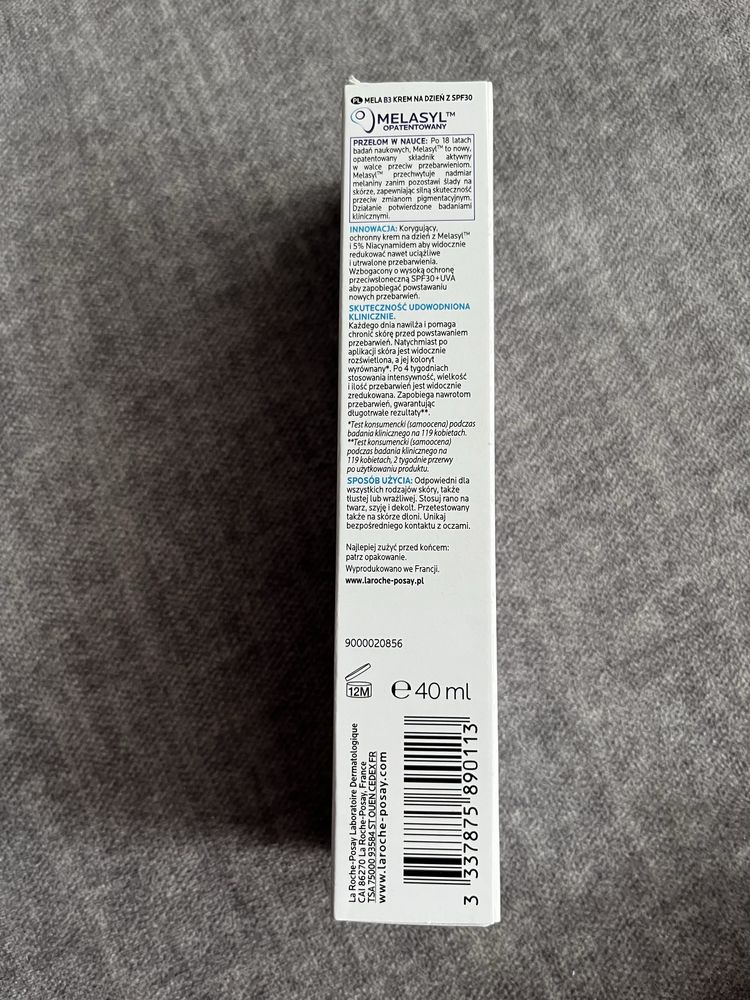 PL MELA B3 KREM NA DZIEŃ Z SPF30
MELASYL™
OPATENTOWANY
PRZEŁOM W NAUCE: Po 18 latach
badań naukowych, Melasyl™ to nowy,
opatentowany składnik aktywny
w walce przeciw przebarwieniom.
Melasyl™ przechwytuje nadmiar
melaniny zanim pozostawi ślady na
skórze, zapewniając silną skuteczność
przeciw zmianom pigmentacyjnym.
Działanie potwierdzone badaniami
klinicznymi.
INNOWACJA: Korygujący,
ochronny krem na dzień z Melasyl™
i 5% Niacynamidem aby widocznie
redukować nawet uciążliwe
i utrwalone przebarwienia.
Wzbogacony o wysoką ochronę
przeciwsłoneczną SPF30+UVA
aby zapobiegać powstawaniu
nowych przebarwień.
SKUTECZNOŚĆ UDOWODNIONA
KLINICZNIE.
Każdego dnia nawilża i pomaga
chronić skórę przed powstawaniem
przebarwień. Natychmiast po
aplikacji skóra jest widocznie
rozświetlona, a jej koloryt
wyrównany*. Po 4 tygodniach
stosowania intensywność, wielkość
i ilość przebarwień jest widocznie
zredukowana. Zapobiega nawrotom
przebarwień, gwarantując
długotrwałe rezultaty**.
*Test konsumencki (samoocena) podczas
badania klinicznego na 119 kobietach.
**Test konsumencki (samoocena)
podczas badania klinicznego na
119 kobietach, 2 tygodnie przerwy
po użytkowaniu produktu.
SPOSÓB UŻYCIA: Odpowiedni dla
wszystkich rodzajów skóry, także
tłustej lub wrażliwej. Stosuj rano na
twarz, szyję i dekolt. Przetestowany
także na skórze dłoni. Unikaj
bezpośredniego kontaktu z oczami.
Najlepiej zużyć przed końcem:
patrz opakowanie.
Wyprodukowano we Francji.
www.laroche-posay.pl
9000020856
12M
℮ 40 ml
La Roche-Posay Laboratoire Dermatologique
CAI 86270 La Roche-Posay, France
TSA 75000 93584 ST OUEN CEDEX FR
www.laroche-posay.com
3 337875 890113